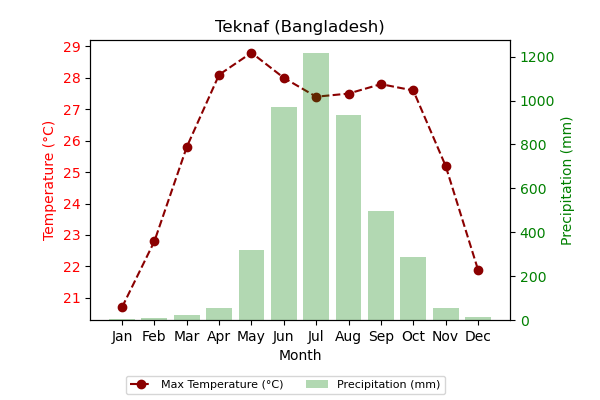 Teknaf (Bangladesh)
29
28
27
26
25
24
23
22
21
Temperature (°C)
1200
1000
800
600
400
200
0
Precipitation (mm)
Jan Feb Mar Apr May Jun Jul Aug Sep Oct Nov Dec
Month
Max Temperature (°C) Precipitation (mm)